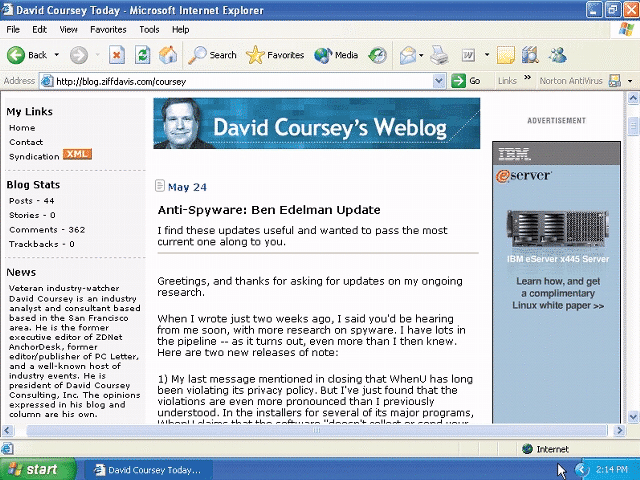 David Coursey Today - Microsoft Internet Explorer
File Edit View Favorites Tools Help
Back Search Favorites Media
Address http://blog.ziffdavis.com/coursey Go Links » Norton AntiVirus
My Links
Home
Contact
Syndication XML
Blog Stats
Posts - 44
Stories - 0
Comments - 362
Trackbacks - 0
News
Veteran industry-watcher
David Coursey is an industry
analyst and consultant based
based in the San Francisco
area. He is the former
executive editor of ZDNet
AnchorDesk, former
editor/publisher of PC Letter,
and a well-known host of
industry events. He is
president of David Coursey
Consulting, Inc. The opinions
expressed in his blog and
column are his own.
David Coursey's Weblog
May 24
Anti-Spyware: Ben Edelman Update
I find these updates useful and wanted to pass the most
current one along to you.
Greetings, and thanks for asking for updates on my ongoing
research.
When I wrote just two weeks ago, I said you'd be hearing
from me soon, with more research on spyware. I have lots in
the pipeline -- as it turns out, even more than I then knew.
Here are two new releases of note:
1) My last message mentioned in closing that WhenU has long
been violating its privacy policy. But I've just found that the
violations are even more pronounced than I previously
understood. In the installers for several of its major programs,
WhenU claims that the software "doesn't collect or send your
ADVERTISEMENT
IBM
eserver
IBM eServer x445 Server
Learn how, and get
a complimentary
Linux white paper >>
Internet
start David Coursey Today... 2:14 PM